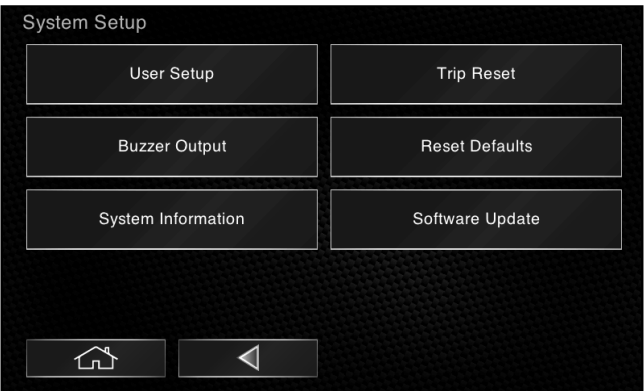 System Setup
User Setup
Trip Reset
Buzzer Output
Reset Defaults
System Information
Software Update